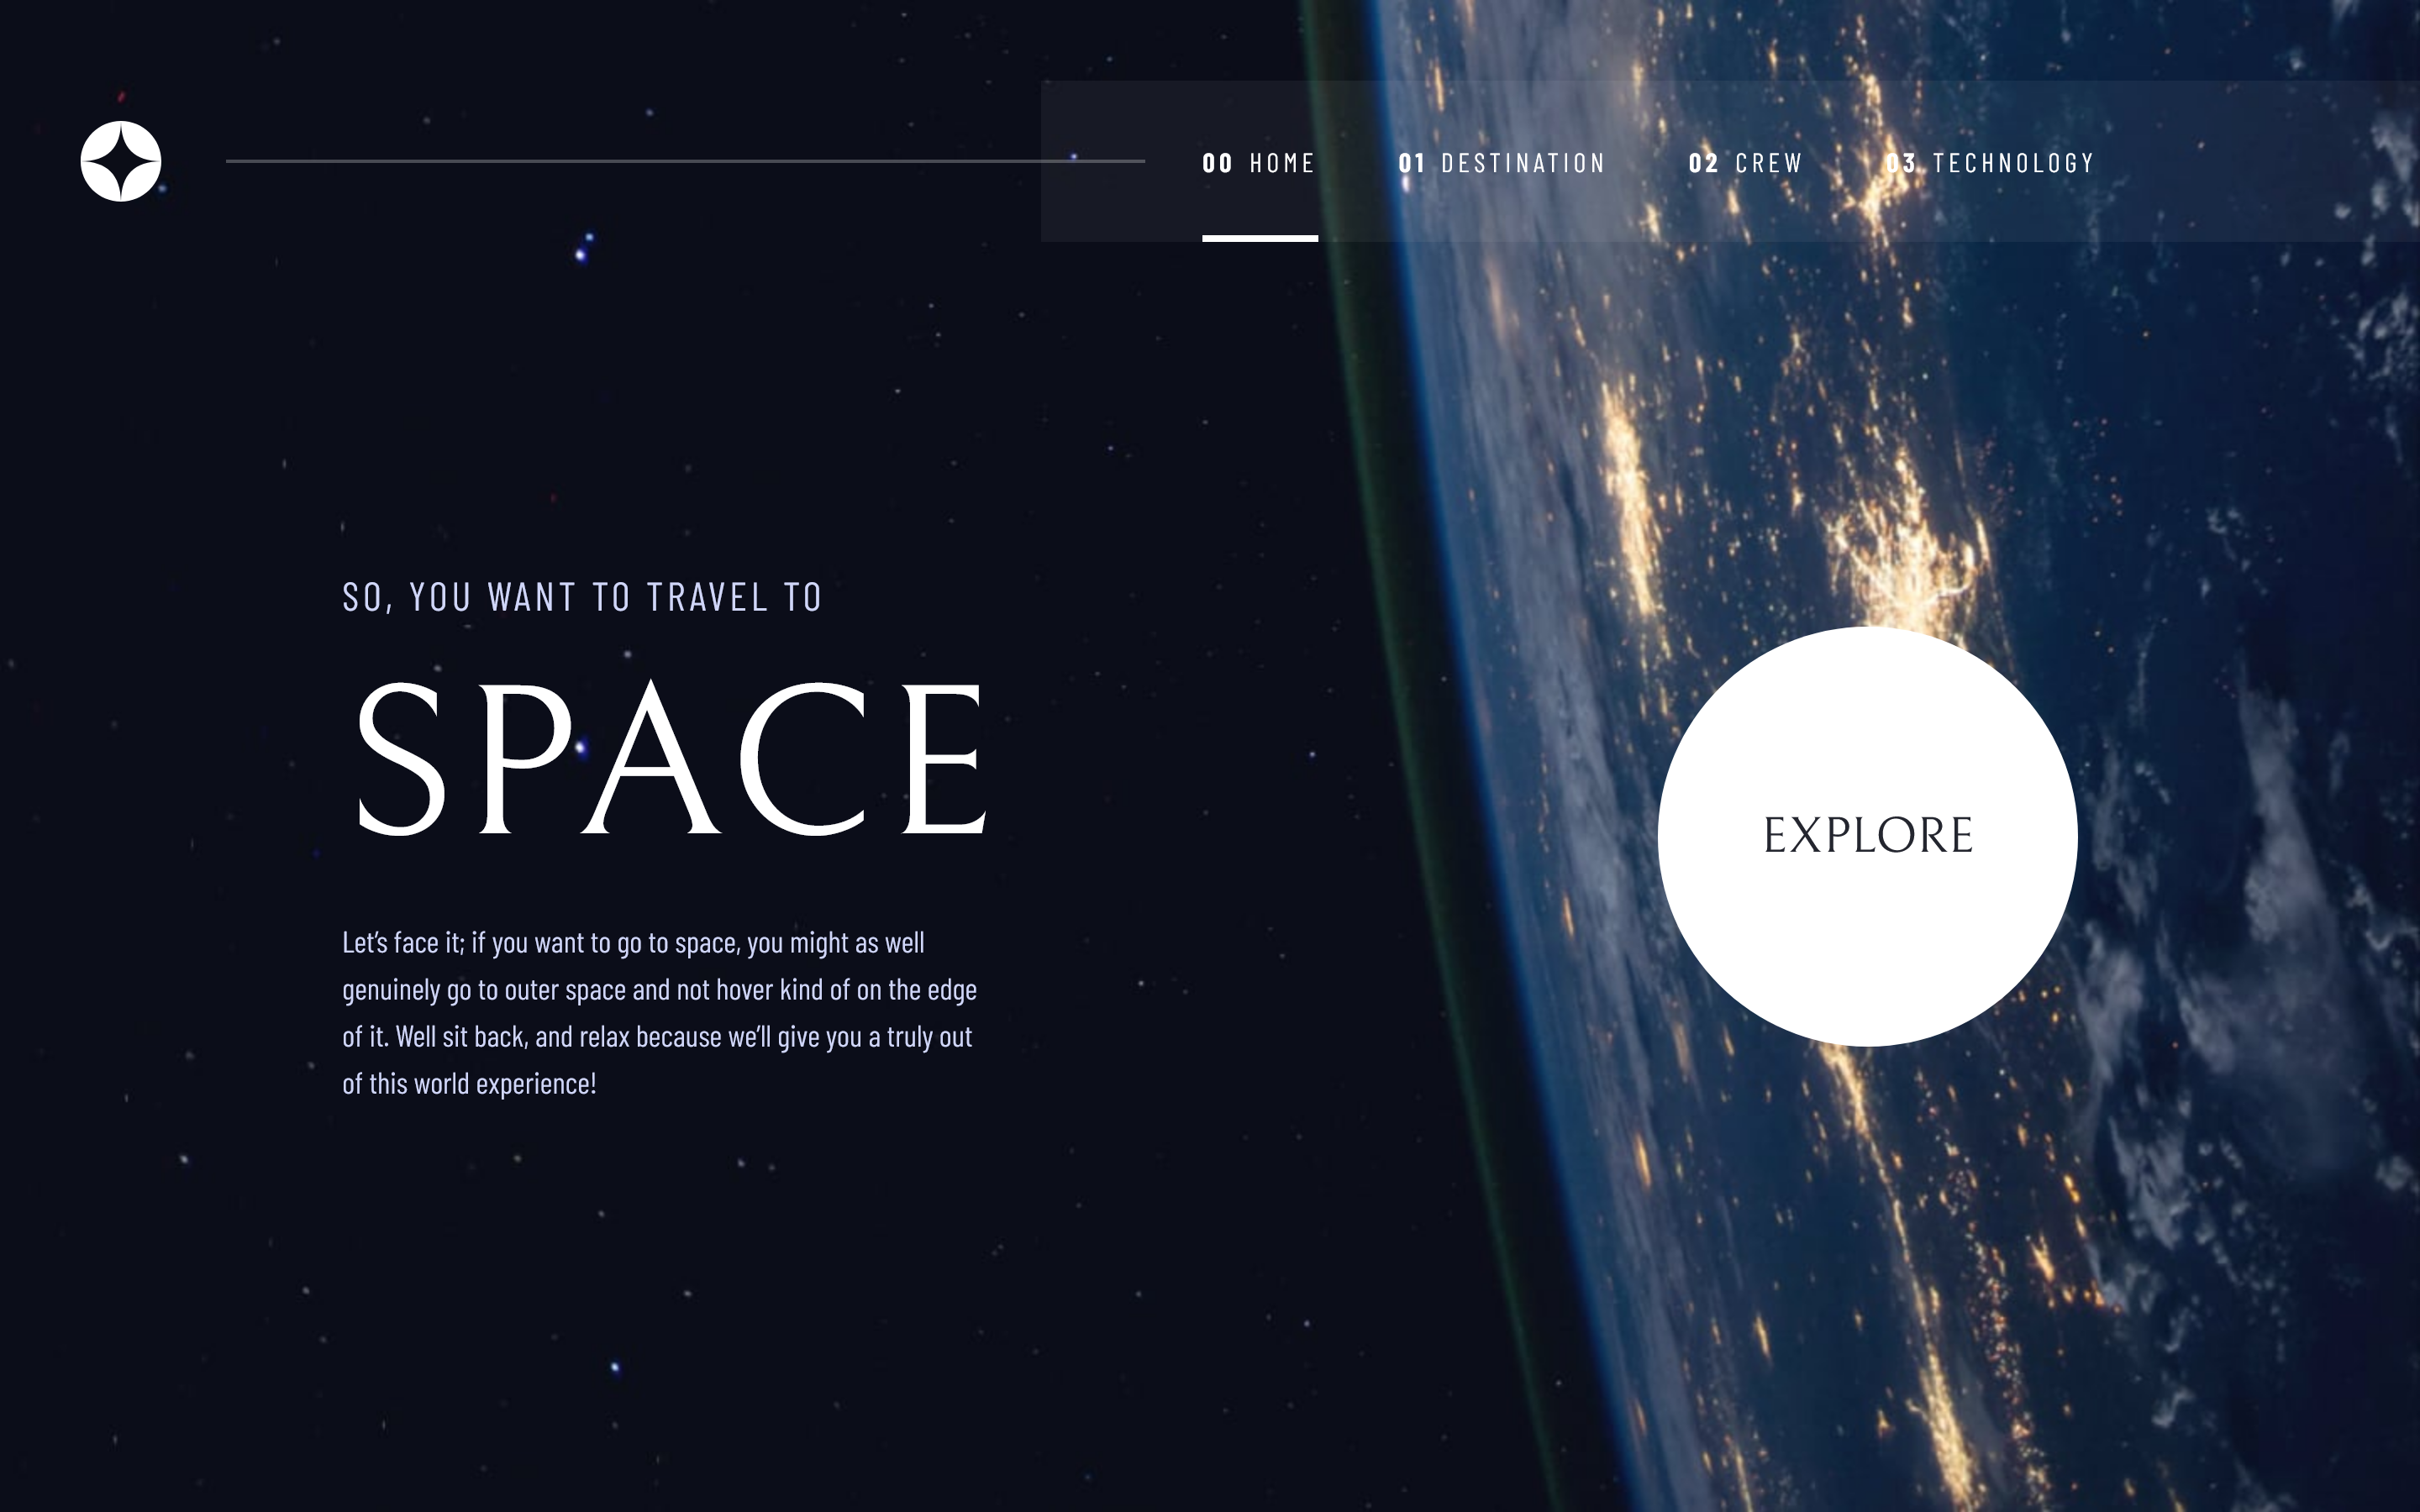 00 HOME 01 DESTINATION 02 CREW 03 TECHNOLOGY
SO, YOU WANT TO TRAVEL TO
SPACE
Let’s face it; if you want to go to space, you might as well
genuinely go to outer space and not hover kind of on the edge
of it. Well sit back, and relax because we’ll give you a truly out
of this world experience!
EXPLORE